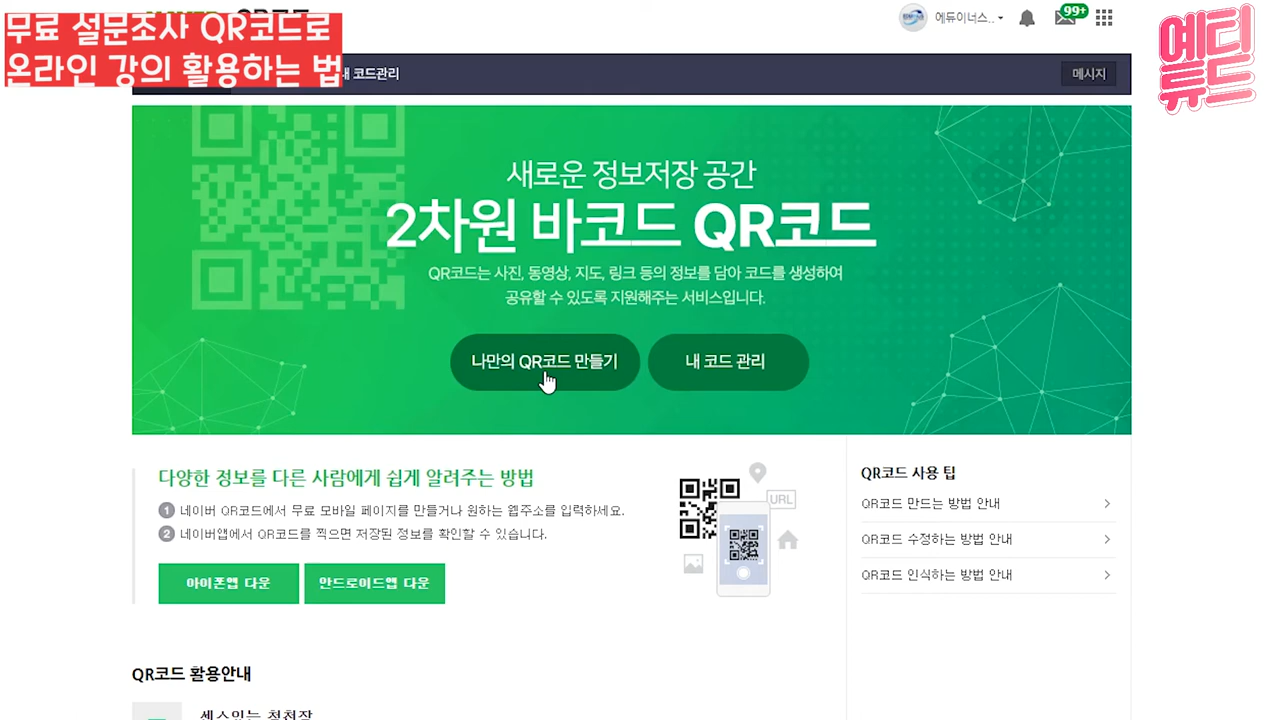 무료 설문조사 QR코드로
온라인 강의 활용하는 법
에듀이너스..
99+
예티
튜드
내 코드관리
메시지
새로운 정보저장 공간
2차원 바코드 QR코드
QR코드는 사진, 동영상, 지도, 링크 등의 정보를 담아 코드를 생성하여
공유할 수 있도록 지원해주는 서비스입니다.
나만의 QR코드 만들기
내 코드 관리
다양한 정보를 다른 사람에게 쉽게 알려주는 방법
1 네이버 QR코드에서 무료 모바일 페이지를 만들거나 원하는 웹주소를 입력하세요.
2 네이버앱에서 QR코드를 찍으면 저장된 정보를 확인할 수 있습니다.
아이폰앱 다운
안드로이드앱 다운
URL
QR코드 사용 팁
QR코드 만드는 방법 안내
QR코드 수정하는 방법 안내
QR코드 인식하는 방법 안내
QR코드 활용안내
센스있는 청첩장